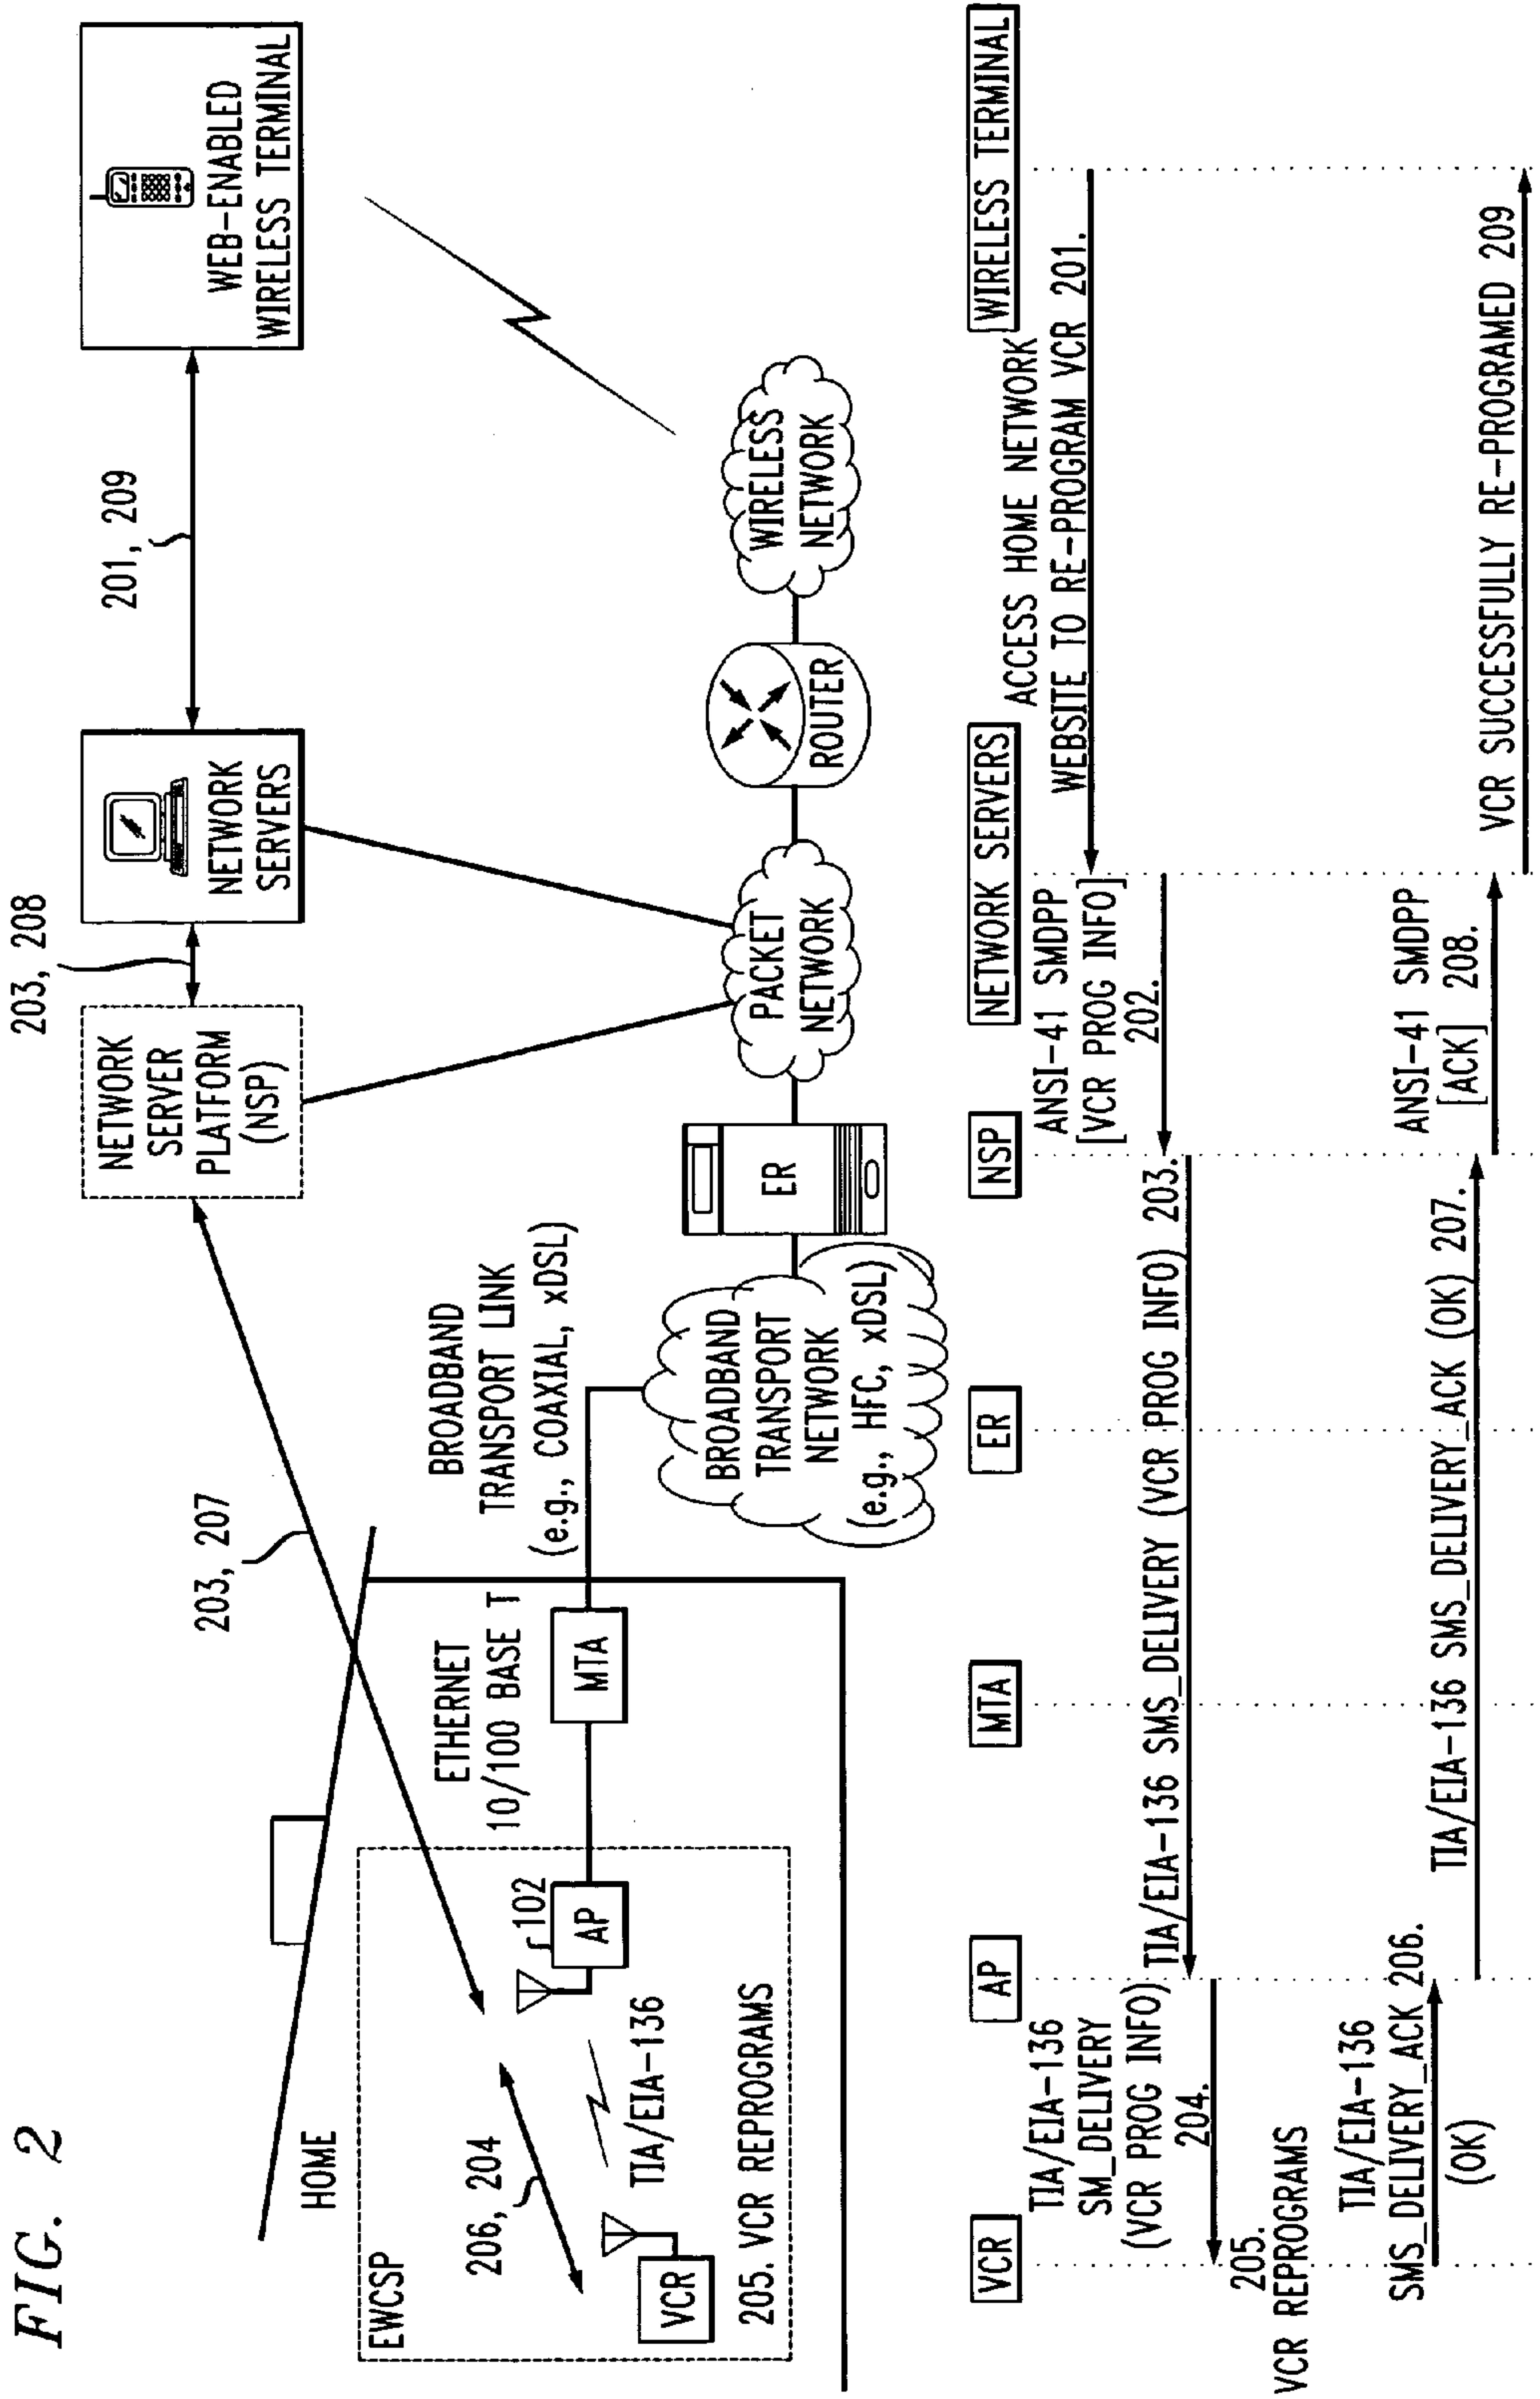 FIG. 2
HOME
EWCSP
206, 204
VCR
TIA/EIA-136
205. VCR REPROGRAMS
102
AP
ETHERNET
10/100 BASE T
MTA
203, 207
BROADBAND
TRANSPORT LINK
(e.g., COAXIAL, xDSL)
BROADBAND
TRANSPORT
NETWORK
(e.g., HFC, xDSL)
ER
NETWORK
SERVER
PLATFORM
(NSP)
203, 208
NETWORK
SERVERS
PACKET
NETWORK
ROUTER
WIRELESS
NETWORK
201, 209
WEB-ENABLED
WIRELESS TERMINAL
VCR
AP
MTA
ER
NSP
NETWORK SERVERS
WIRELESS TERMINAL
ACCESS HOME NETWORK
WEBSITE TO RE-PROGRAM VCR 201.
ANSI-41 SMDPP
[VCR PROG INFO]
202.
TIA/EIA-136 SMS_DELIVERY (VCR PROG INFO) 203.
TIA/EIA-136
SM_DELIVERY
(VCR PROG INFO)
204.
205.
VCR REPROGRAMS
TIA/EIA-136
SMS_DELIVERY_ACK 206.
(OK)
TIA/EIA-136 SMS_DELIVERY_ACK (OK) 207.
ANSI-41 SMDPP
[ACK] 208.
VCR SUCCESSFULLY RE-PROGRAMED 209